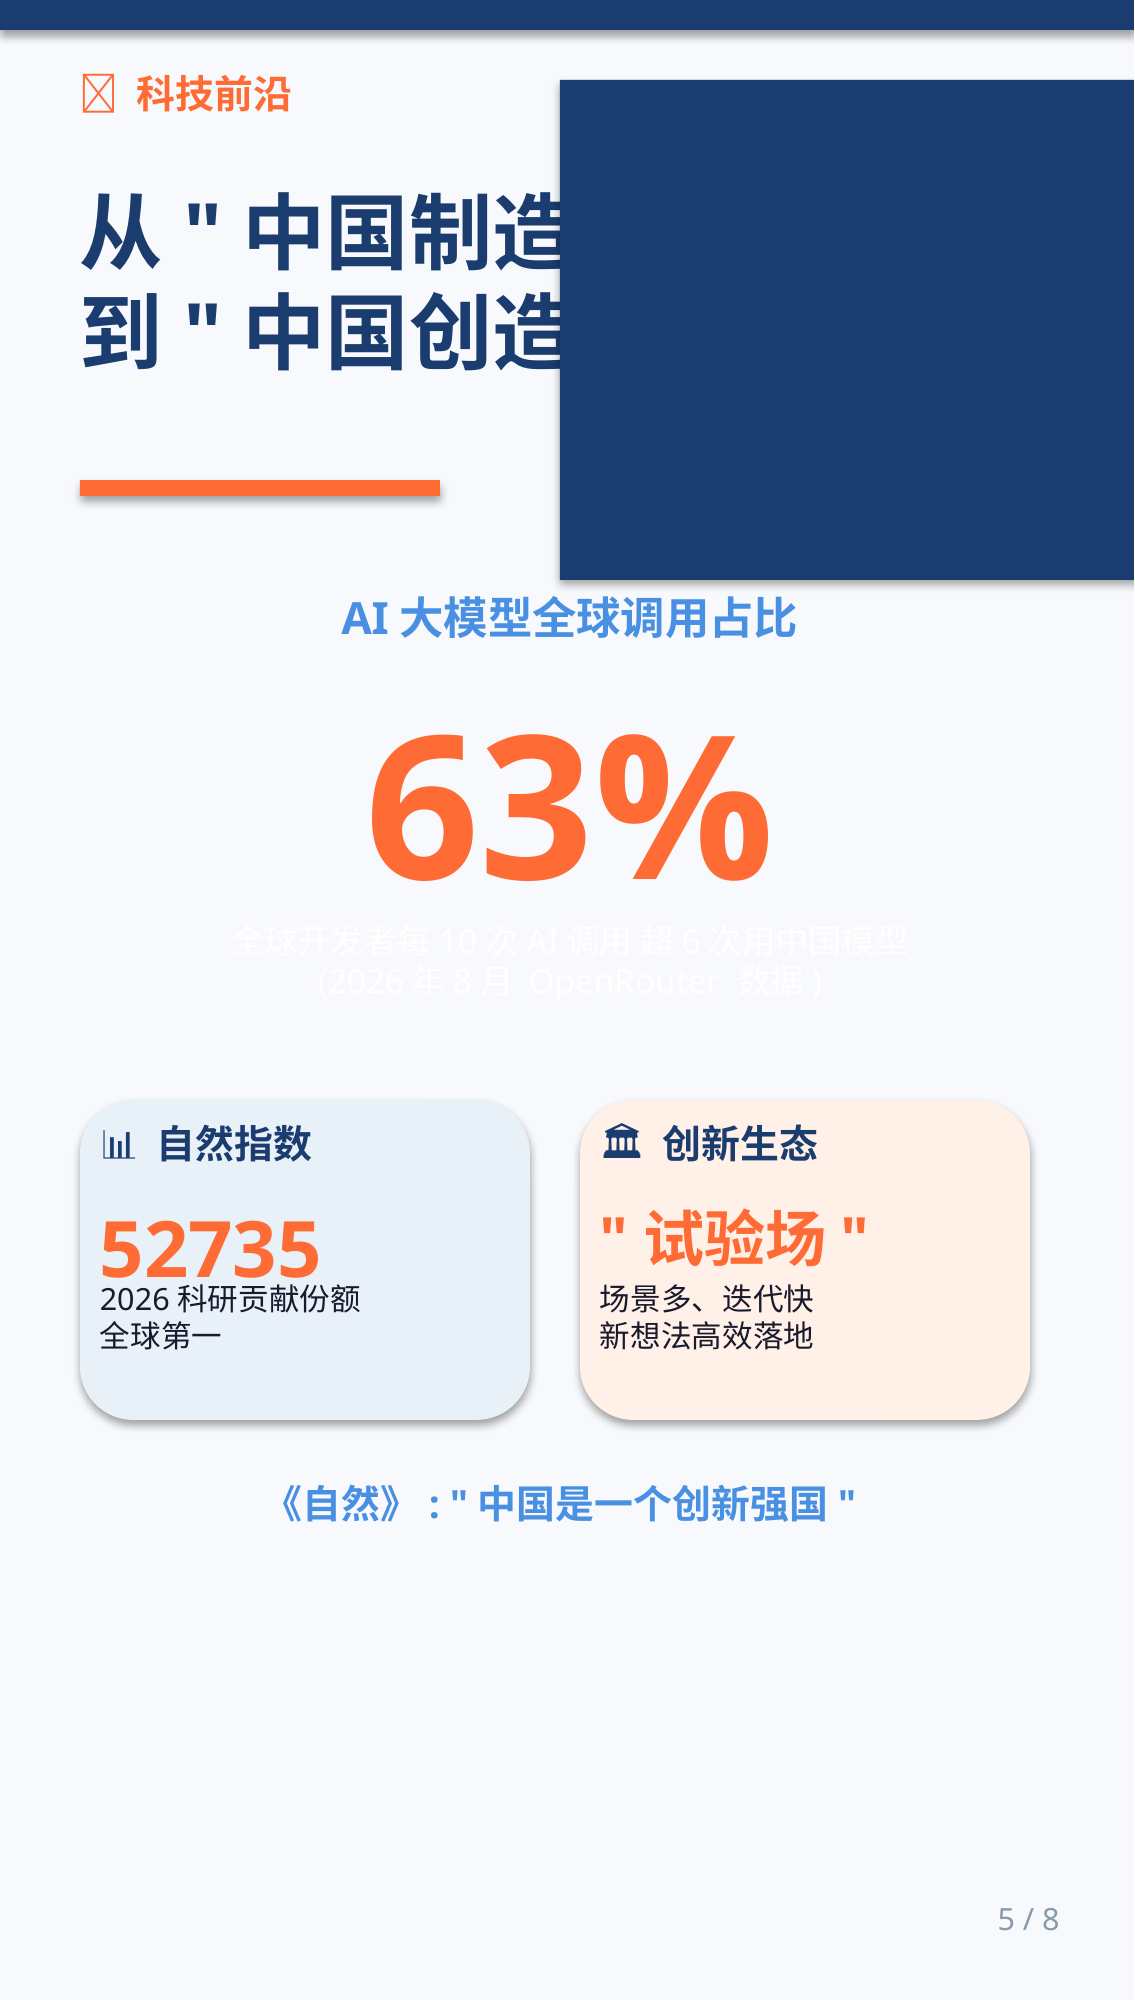 科技前沿
从 " 中国制造
到 " 中国创造
AI 大模型全球调用占比
63%
全球开发者每 10 次 AI 调用 超 6 次用中国模型
(2026 年 8 月 OpenRouter 数据 )
📊 自然指数
52735
2026 科研贡献份额
全球第一
🏛 创新生态
" 试验场 "
场景多、迭代快
新想法高效落地
《自然》 : " 中国是一个创新强国 "
5 / 8